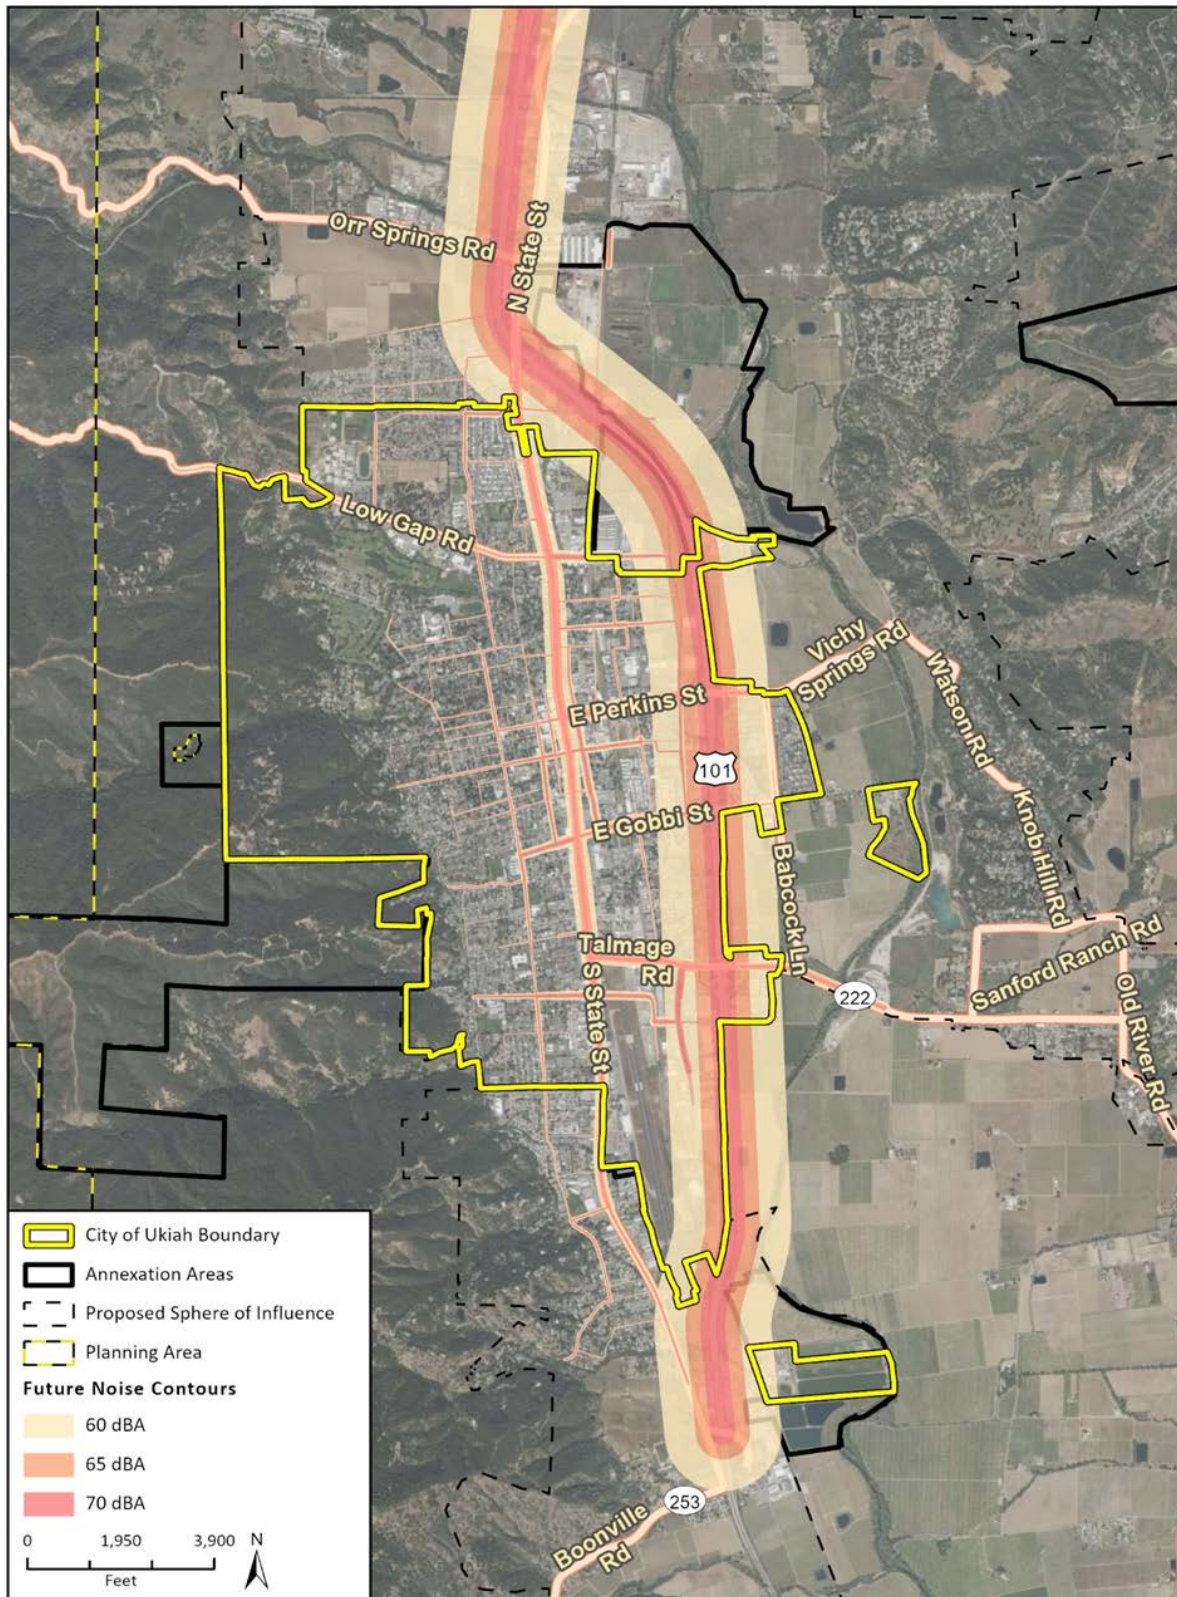 Orr Springs Rd
N State St
Low Gap Rd
Vichy
Springs Rd
Watson Rd
E Perkins St
101
Knob Hill Rd
E Gobbi St
Babcock Ln
Talmage
Rd
Sanford Ranch Rd
222
S State St
Old River Rd
City of Ukiah Boundary
Annexation Areas
Proposed Sphere of Influence
Planning Area
Future Noise Contours
60 dBA
65 dBA
70 dBA
0 1,950 3,900 N
Feet
253
Boonville
Rd